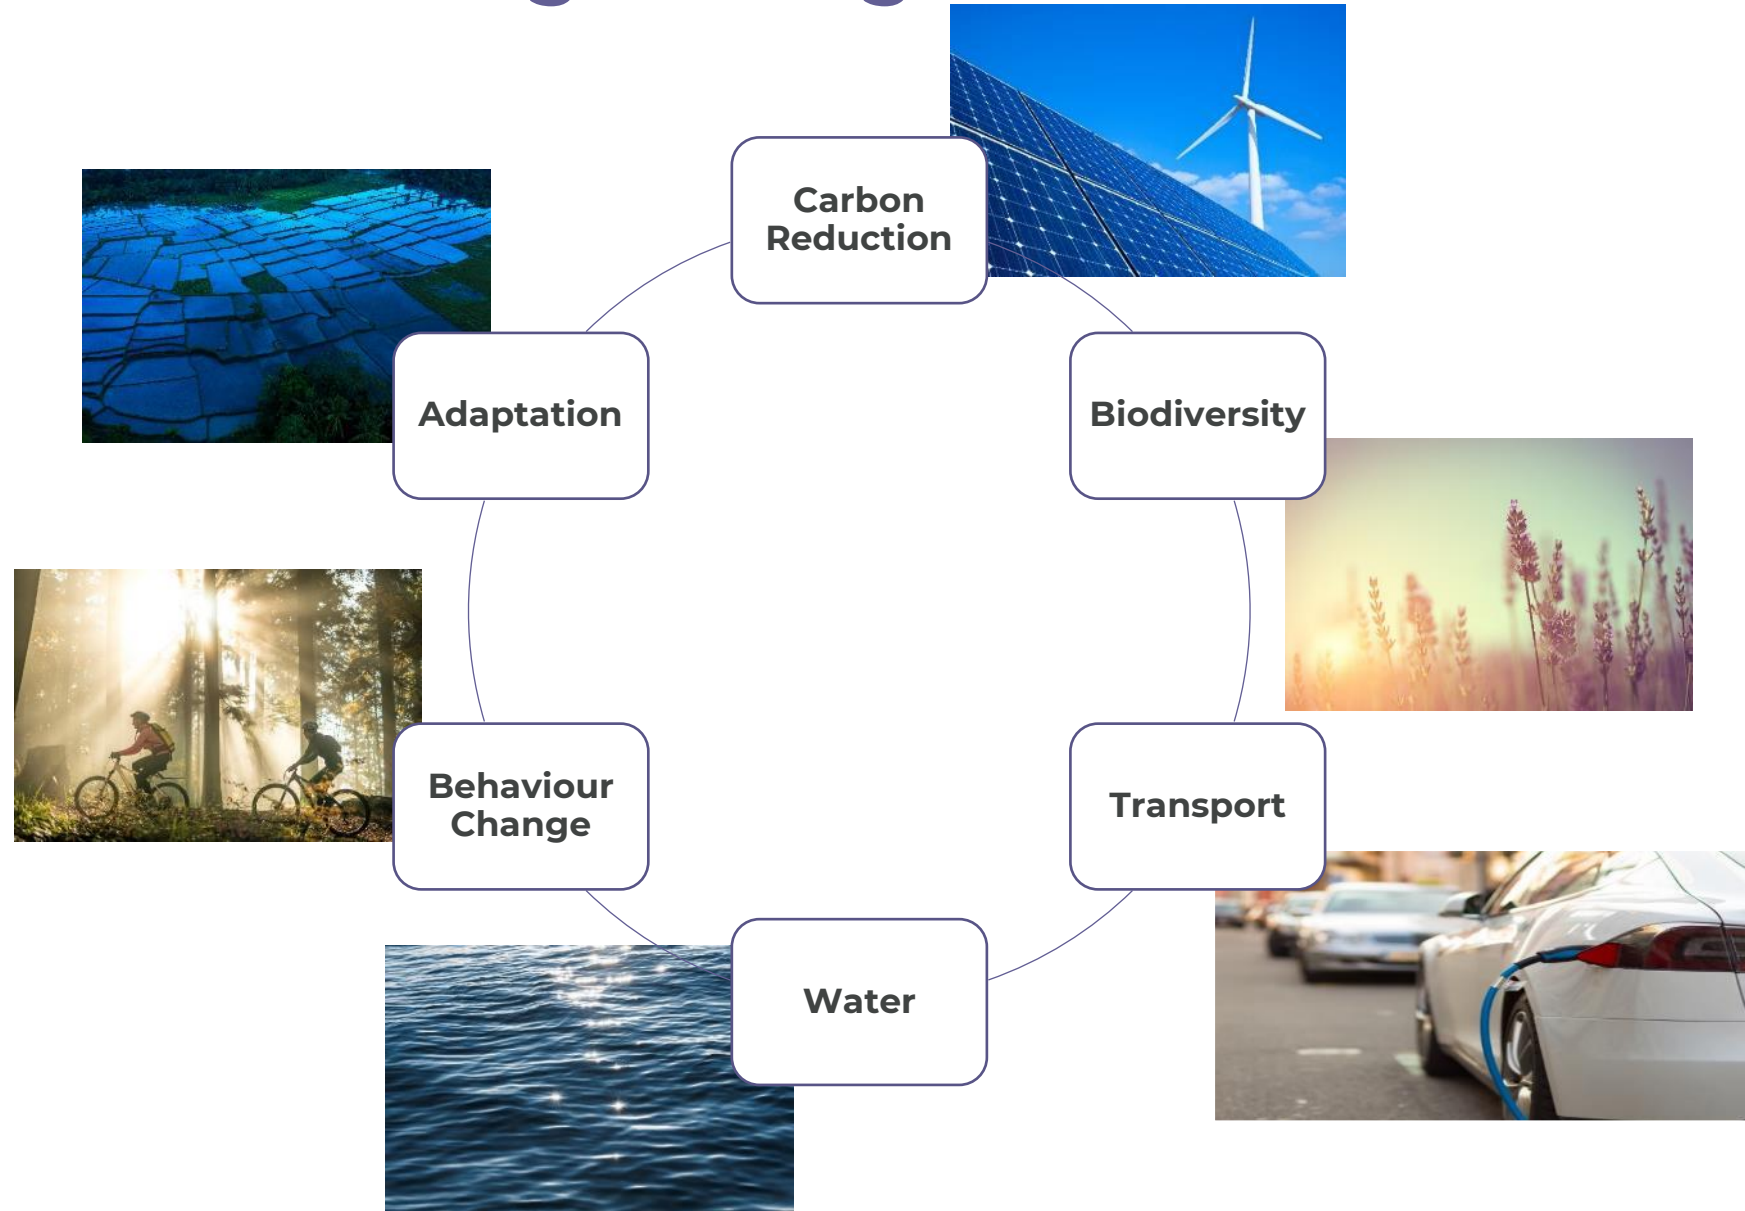 Carbon
Reduction
Biodiversity
Transport
Water
Behaviour
Change
Adaptation